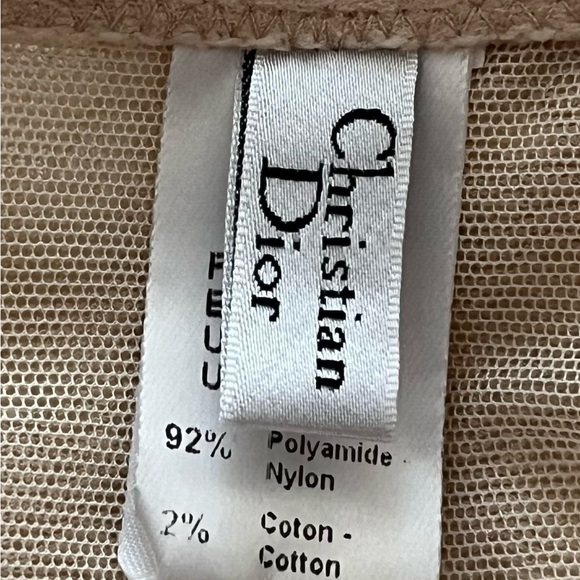 Christian
Dior
92% Polyamide -
Nylon
2% Coton -
Cotton